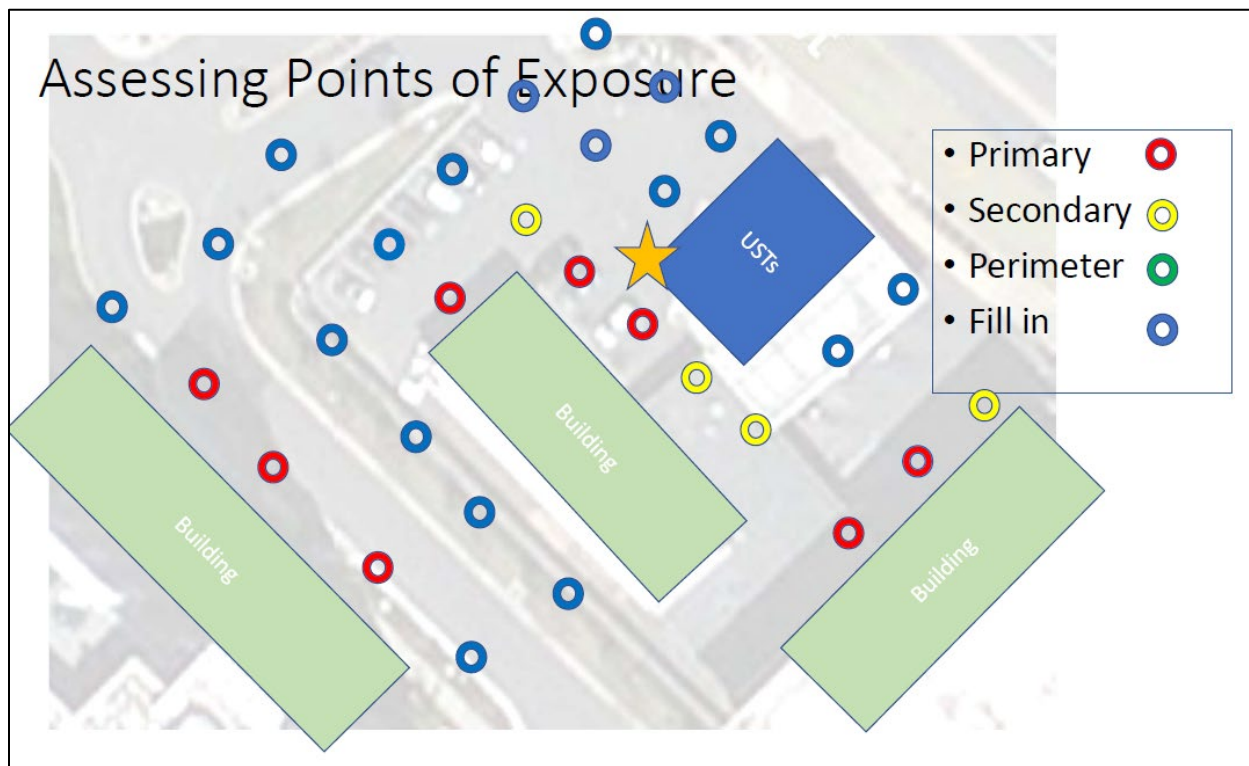 Assessing Points of Exposure
• Primary
• Secondary
• Perimeter
• Fill in
USTs
Building
Building
Building